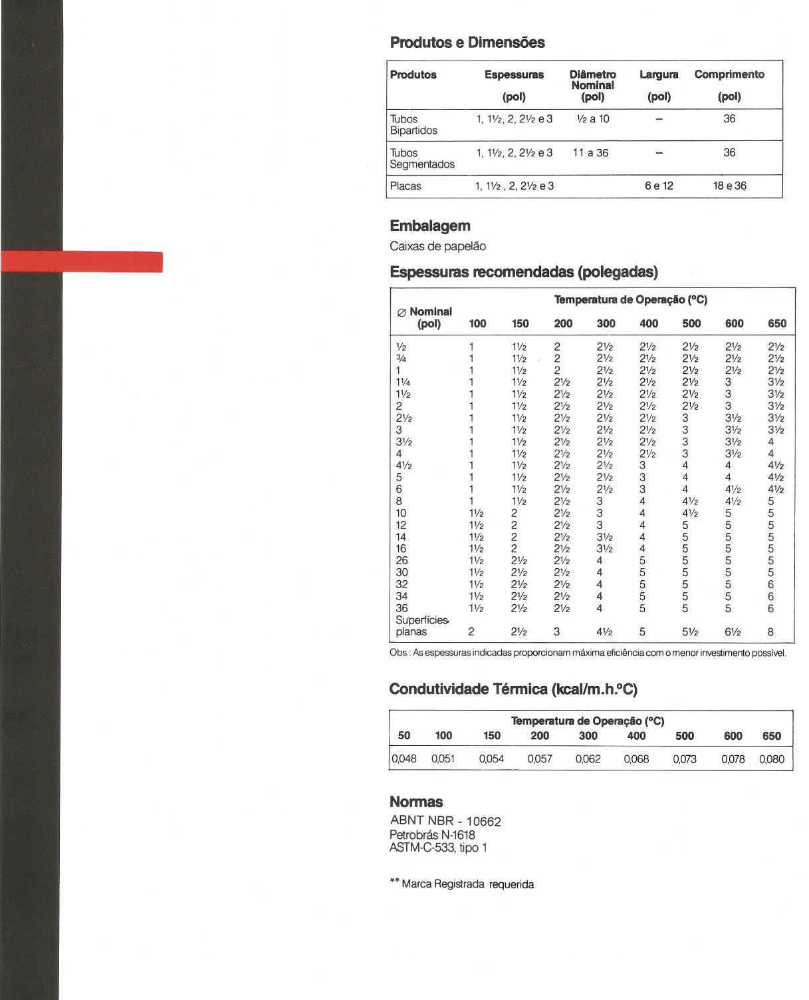 Produtos e Dimensões
Produtos Espessuras Diâmetro Largura Comprimento
Nominal
(pol) (pol) (pol) (pol)
Tubos 1, 1½, 2, 2½ e 3 ½ a 10 – 36
Bipartidos
Tubos 1, 1½, 2, 2½ e 3 11 a 36 – 36
Segmentados
Placas 1, 1½ , 2, 2½ e 3 6 e 12 18 e 36
Embalagem
Caixas de papelão
Espessuras recomendadas (polegadas)
Temperatura de Operação (ºC)
∅ Nominal
(pol) 100 150 200 300 400 500 600 650
½ 1 1½ 2 2½ 2½ 2½ 2½ 2½
¾ 1 1½ 2 2½ 2½ 2½ 2½ 2½
1 1 1½ 2 2½ 2½ 2½ 2½ 2½
1¼ 1 1½ 2½ 2½ 2½ 2½ 3 3½
1½ 1 1½ 2½ 2½ 2½ 2½ 3 3½
2 1 1½ 2½ 2½ 2½ 2½ 3 3½
2½ 1 1½ 2½ 2½ 2½ 3 3½ 3½
3 1 1½ 2½ 2½ 2½ 3 3½ 3½
3½ 1 1½ 2½ 2½ 2½ 3 3½ 4
4 1 1½ 2½ 2½ 2½ 3 3½ 4
4½ 1 1½ 2½ 2½ 3 4 4 4½
5 1 1½ 2½ 2½ 3 4 4 4½
6 1 1½ 2½ 2½ 3 4 4½ 4½
8 1 1½ 2½ 3 4 4½ 4½ 5
10 1½ 2 2½ 3 4 4½ 5 5
12 1½ 2 2½ 3 4 5 5 5
14 1½ 2 2½ 3½ 4 5 5 5
16 1½ 2 2½ 3½ 4 5 5 5
26 1½ 2½ 2½ 4 5 5 5 5
30 1½ 2½ 2½ 4 5 5 5 5
32 1½ 2½ 2½ 4 5 5 5 6
34 1½ 2½ 2½ 4 5 5 5 6
36 1½ 2½ 2½ 4 5 5 5 6
Superfícies
planas 2 2½ 3 4½ 5 5½ 6½ 8
Obs.: As espessuras indicadas proporcionam máxima eficiência com o menor investimento possível.
Condutividade Térmica (kcal/m.h.ºC)
Temperatura de Operação (ºC)
50 100 150 200 300 400 500 600 650
0,048 0,051 0,054 0,057 0,062 0,068 0,073 0,078 0,080
Normas
ABNT NBR - 10662
Petrobrás N-1618
ASTM-C-533, tipo 1
** Marca Registrada requerida